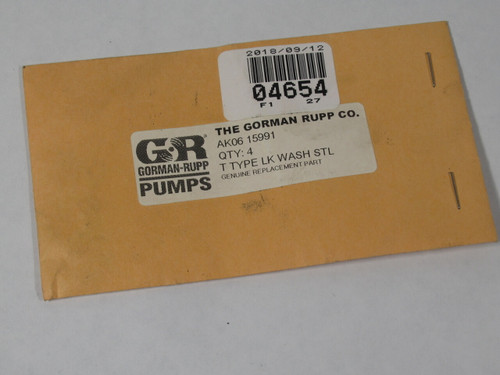 2018/09/12
04654
F1 27
GR
GORMAN-RUPP
PUMPS
THE GORMAN RUPP CO.
AK06 15991
QTY: 4
T TYPE LK WASH STL
GENUINE REPLACEMENT PART